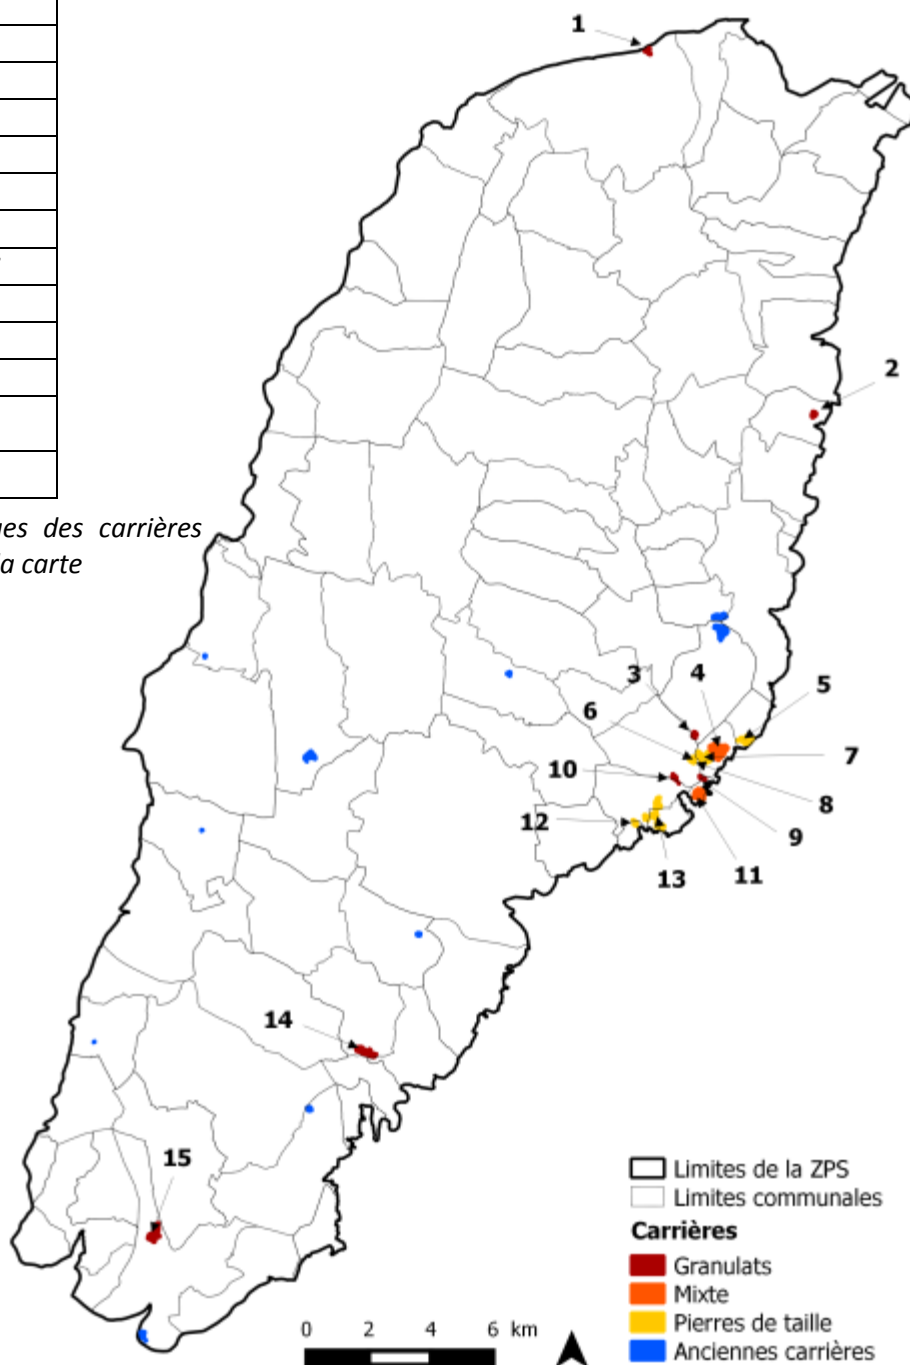 1
2
ues des carrières
la carte
3
4
5
6
7
10
8
12
9
13
11
14
15
Limites de la ZPS
Limites communales
Carrières
Granulats
Mixte
Pierres de taille
Anciennes carrières
0 2 4 6 km